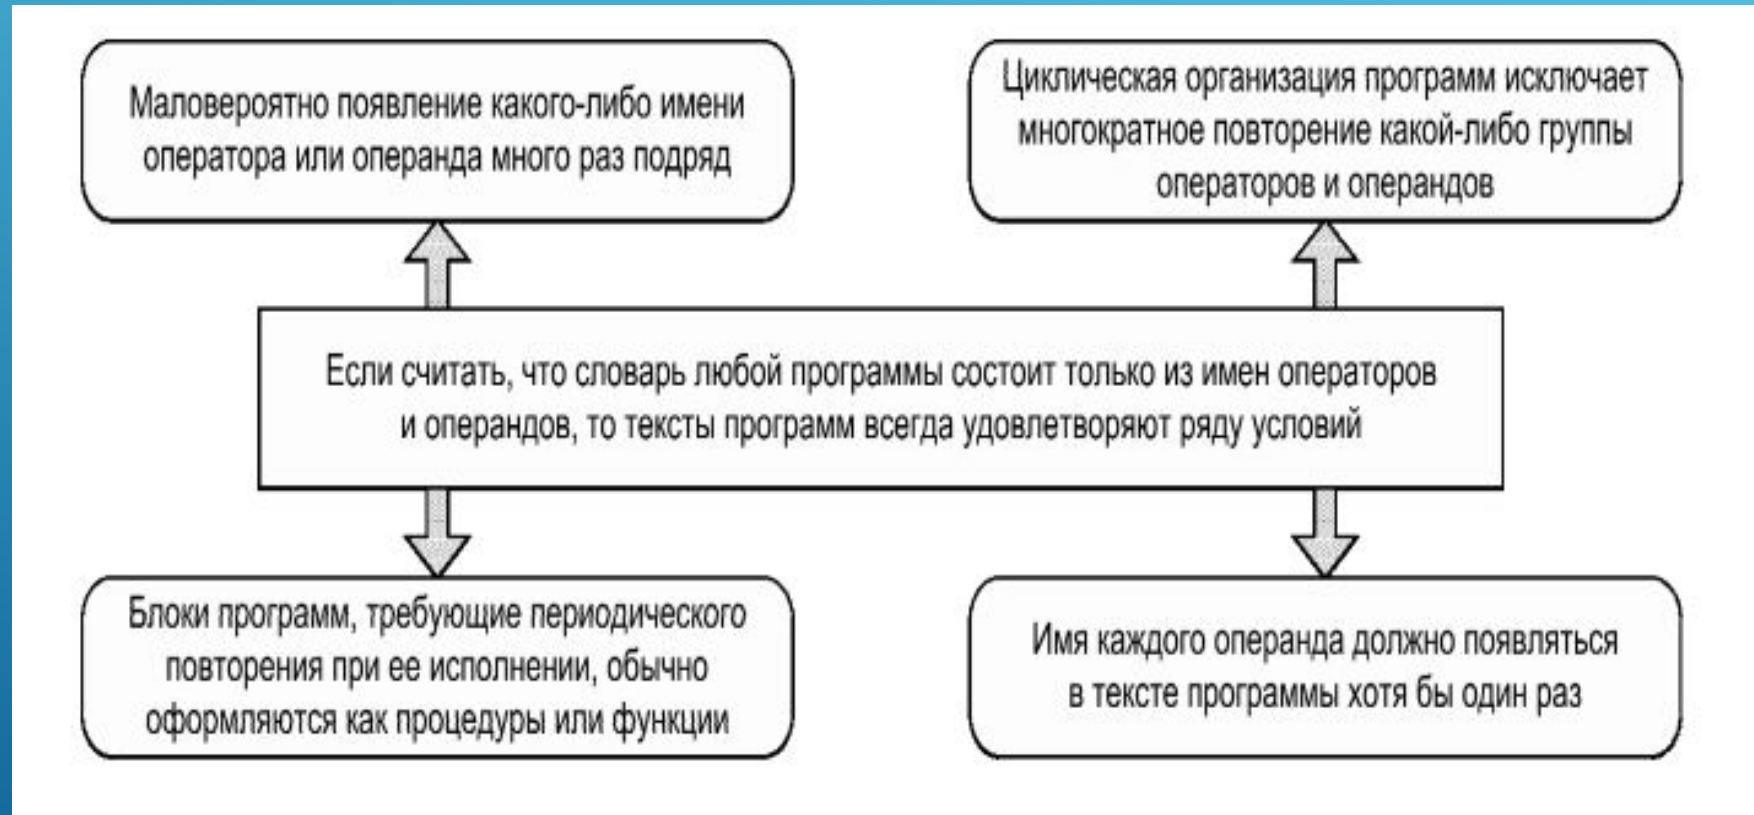 Маловероятно появление какого-либо имени
оператора или операнда много раз подряд
Циклическая организация программ исключает
многократное повторение какой-либо группы
операторов и операндов
Если считать, что словарь любой программы состоит только из имен операторов
и операндов, то тексты программ всегда удовлетворяют ряду условий
Блоки программ, требующие периодического
повторения при ее исполнении, обычно
оформляются как процедуры или функции
Имя каждого операнда должно появляться
в тексте программы хотя бы один раз